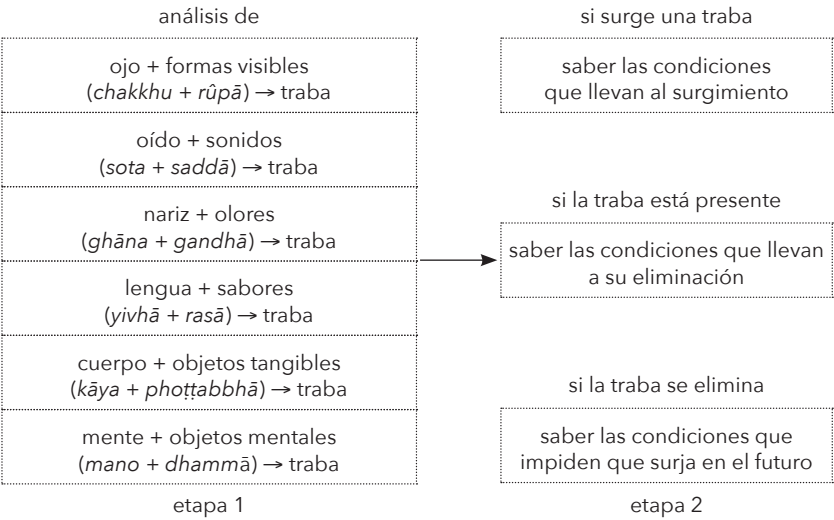 análisis de
ojo + formas visibles
(chakkhu + rûpā) → traba
oído + sonidos
(sota + saddā) → traba
nariz + olores
(ghāna + gandhā) → traba
lengua + sabores
(yivhā + rasā) → traba
cuerpo + objetos tangibles
(kāya + phoṭṭabbhā) → traba
mente + objetos mentales
(mano + dhammā) → traba
etapa 1
si surge una traba
saber las condiciones
que llevan al surgimiento
si la traba está presente
saber las condiciones que llevan
a su eliminación
si la traba se elimina
saber las condiciones que
impiden que surja en el futuro
etapa 2